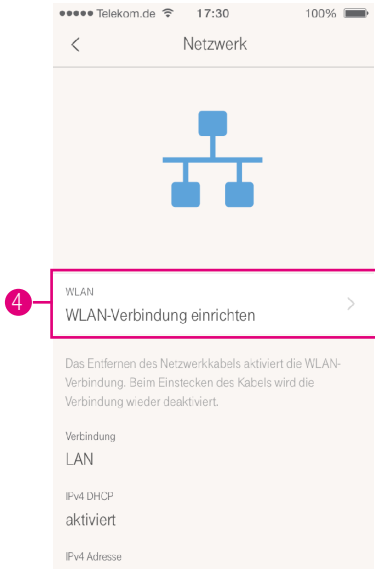 Telekom.de 17:30 100%
Netzwerk
4
WLAN
WLAN-Verbindung einrichten
Das Entfernen des Netzwerkkabels aktiviert die WLAN-
Verbindung. Beim Einstecken des Kabels wird die
Verbindung wieder deaktiviert.
Verbindung
LAN
IPv4 DHCP
aktiviert
IPv4 Adresse